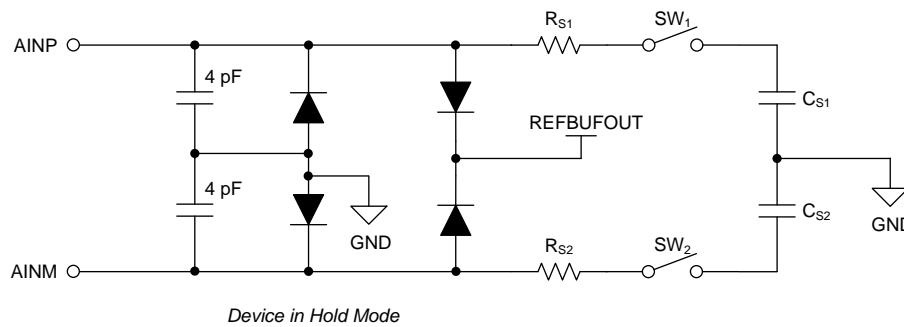 RS1
SW1
AINP
4 pF
CS1
REFBUFOUT
4 pF
CS2
GND
GND
RS2
SW2
AINM
Device in Hold Mode